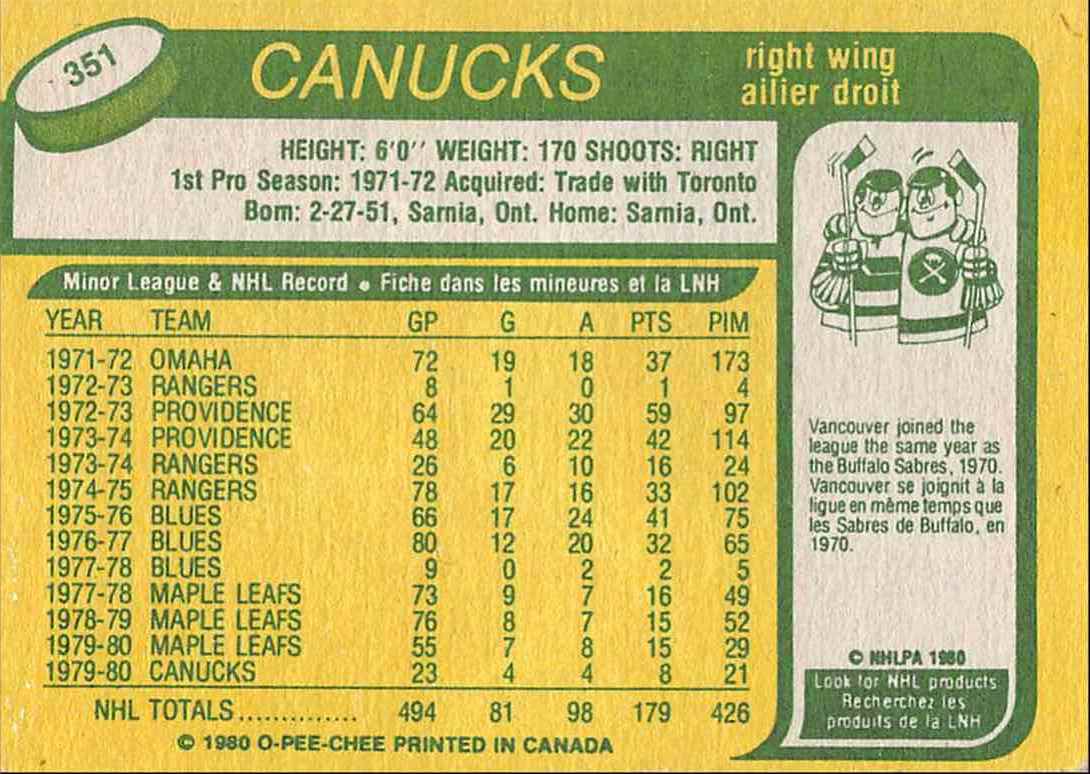 351
CANUCKS
right wing
ailier droit
HEIGHT: 6'0'' WEIGHT: 170 SHOOTS: RIGHT
1st Pro Season: 1971-72 Acquired: Trade with Toronto
Born: 2-27-51, Sarnia, Ont. Home: Sarnia, Ont.
Minor League & NHL Record • Fiche dans les mineures et la LNH
YEAR TEAM GP G A PTS PIM
1971-72 OMAHA 72 19 18 37 173
1972-73 RANGERS 8 1 0 1 4
1972-73 PROVIDENCE 64 29 30 59 97
1973-74 PROVIDENCE 48 20 22 42 114
1973-74 RANGERS 26 6 10 16 24
1974-75 RANGERS 78 17 16 33 102
1975-76 BLUES 66 17 24 41 75
1976-77 BLUES 80 12 20 32 65
1977-78 BLUES 9 0 2 2 5
1977-78 MAPLE LEAFS 73 9 7 16 49
1978-79 MAPLE LEAFS 76 8 7 15 52
1979-80 MAPLE LEAFS 55 7 8 15 29
1979-80 CANUCKS 23 4 4 8 21
NHL TOTALS.............. 494 81 98 179 426
© 1980 O-PEE-CHEE PRINTED IN CANADA
Vancouver joined the
league the same year as
the Buffalo Sabres, 1970.
Vancouver se joignit à la
ligue en même temps que
les Sabres de Buffalo, en
1970.
© NHLPA 1980
Look for NHL products
Recherchez les
produits de la LNH